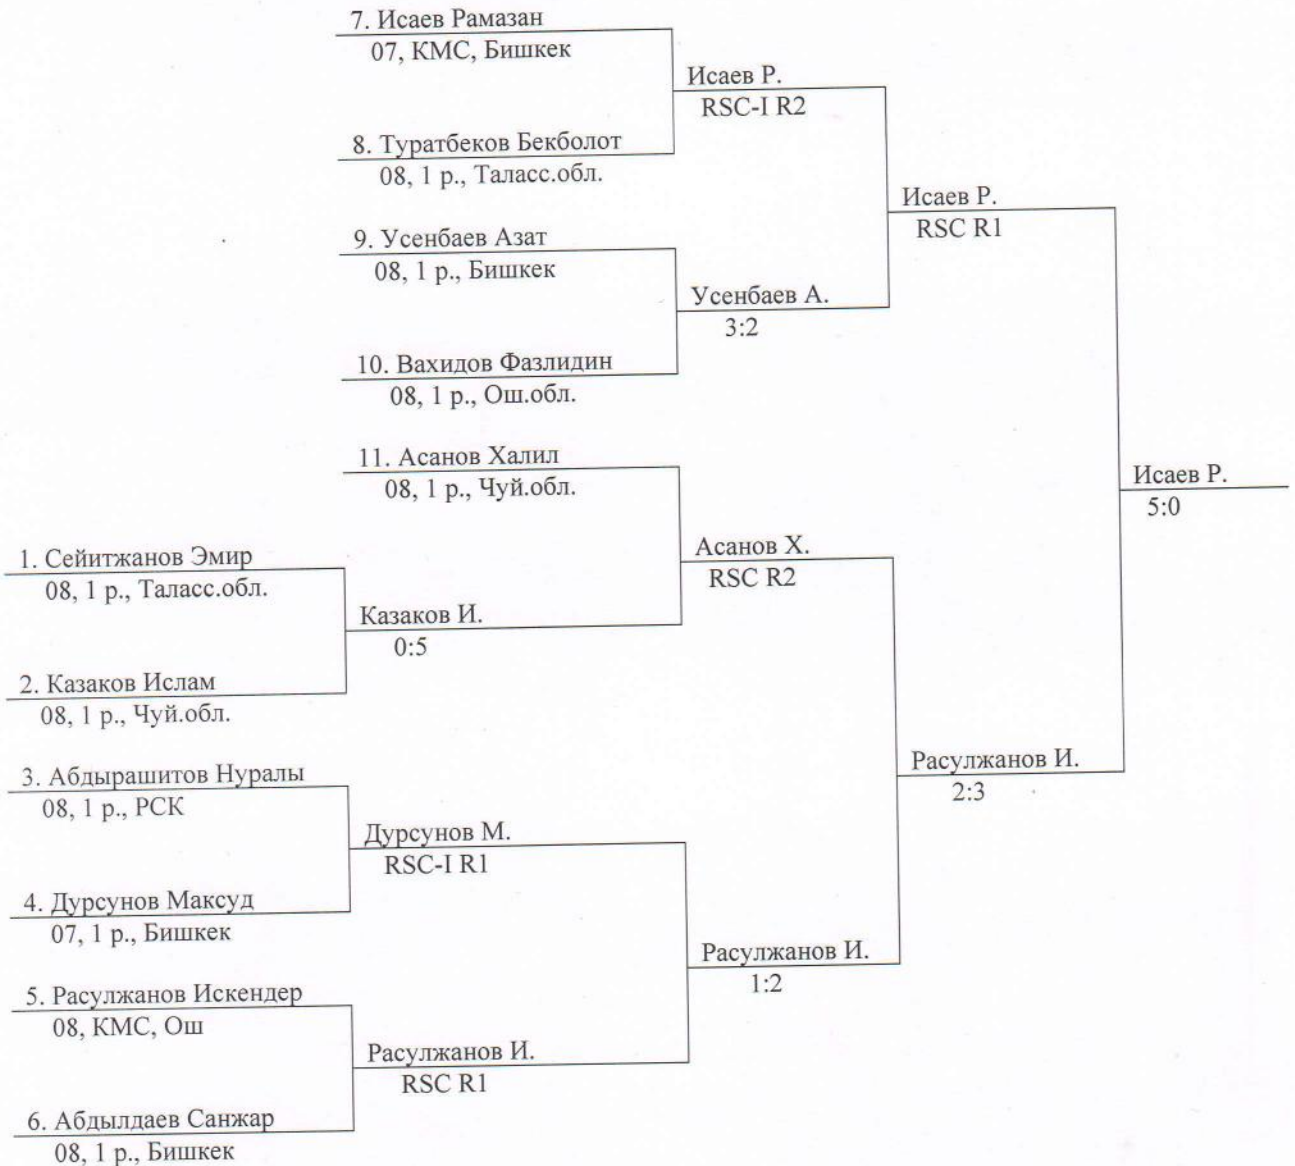 7. Исаев Рамазан
07, КМС, Бишкек
Исаев Р.
RSC-I R2
8. Туратбеков Бекболот
08, 1 р., Таласс.обл.
Исаев Р.
RSC R1
9. Усенбаев Азат
08, 1 р., Бишкек
Усенбаев А.
3:2
10. Вахидов Фазлидин
08, 1 р., Ош.обл.
11. Асанов Халил
08, 1 р., Чуй.обл.
Исаев Р.
5:0
Асанов Х.
RSC R2
1. Сейитжанов Эмир
08, 1 р., Таласс.обл.
Казаков И.
0:5
2. Казаков Ислам
08, 1 р., Чуй.обл.
Расулжанов И.
2:3
3. Абдырашитов Нуралы
08, 1 р., РСК
Дурсунов М.
RSC-I R1
4. Дурсунов Максуд
07, 1 р., Бишкек
Расулжанов И.
1:2
5. Расулжанов Искендер
08, КМС, Ош
Расулжанов И.
RSC R1
6. Абдылдаев Санжар
08, 1 р., Бишкек